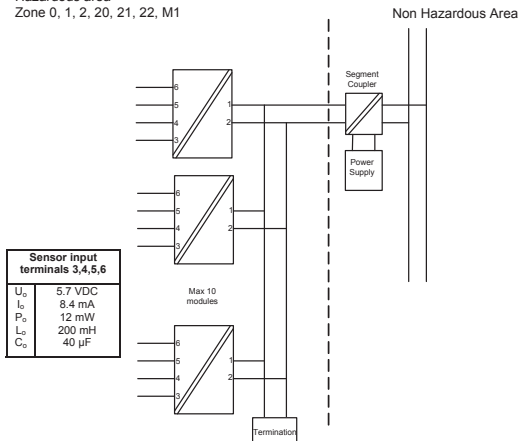 Hazardous area
Zone 0, 1, 2, 20, 21, 22, M1
Non Hazardous Area
Segment
Coupler
Power
Supply
6
5
4
3
1
2
6
5
4
3
1
2
Sensor input
terminals 3,4,5,6
Uo 5.7 VDC
Io 8.4 mA
Po 12 mW
Lo 200 mH
Co 40 µF
Max 10
modules
6
5
4
3
1
2
Termination